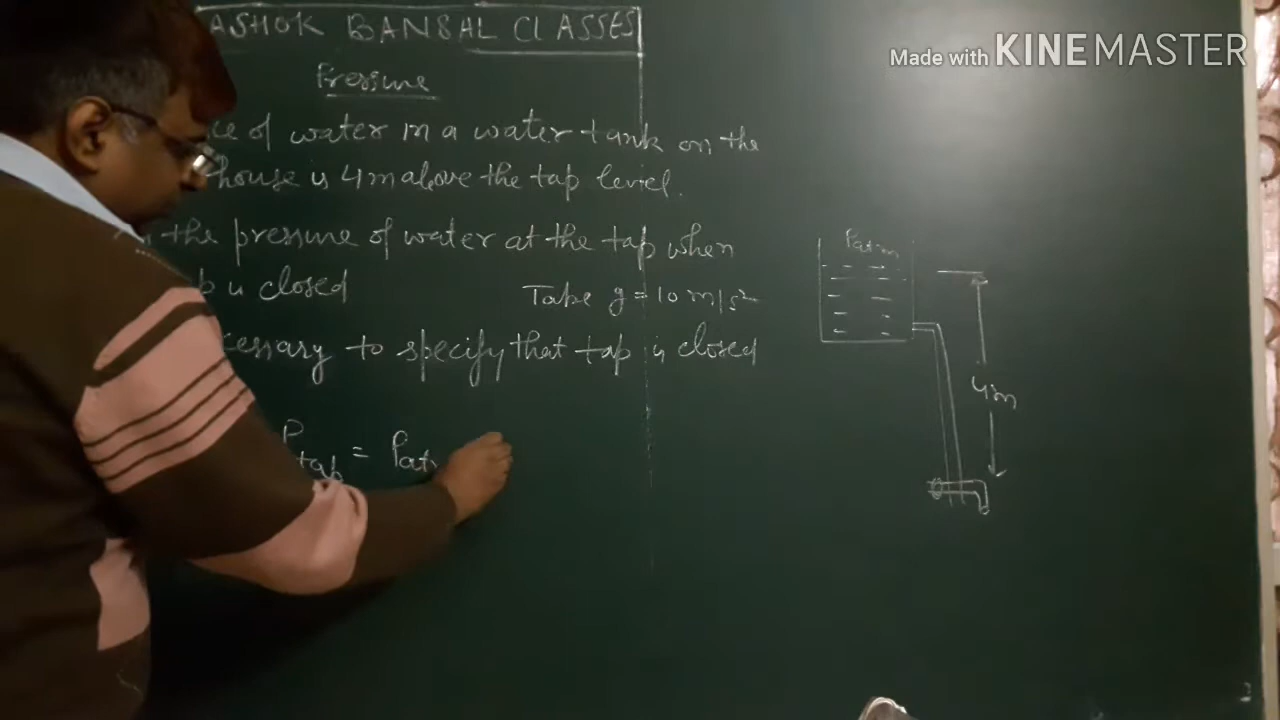 ASHOK BANSAL CLASSES
Made with KINEMASTER
Pressure
of water in a water tank on the
house is 4m above the tap level.
the pressure of water at the tap when
is closed
Take g = 10 m/s²
to specify that tap is closed
Patm
4m
P tap = Pat